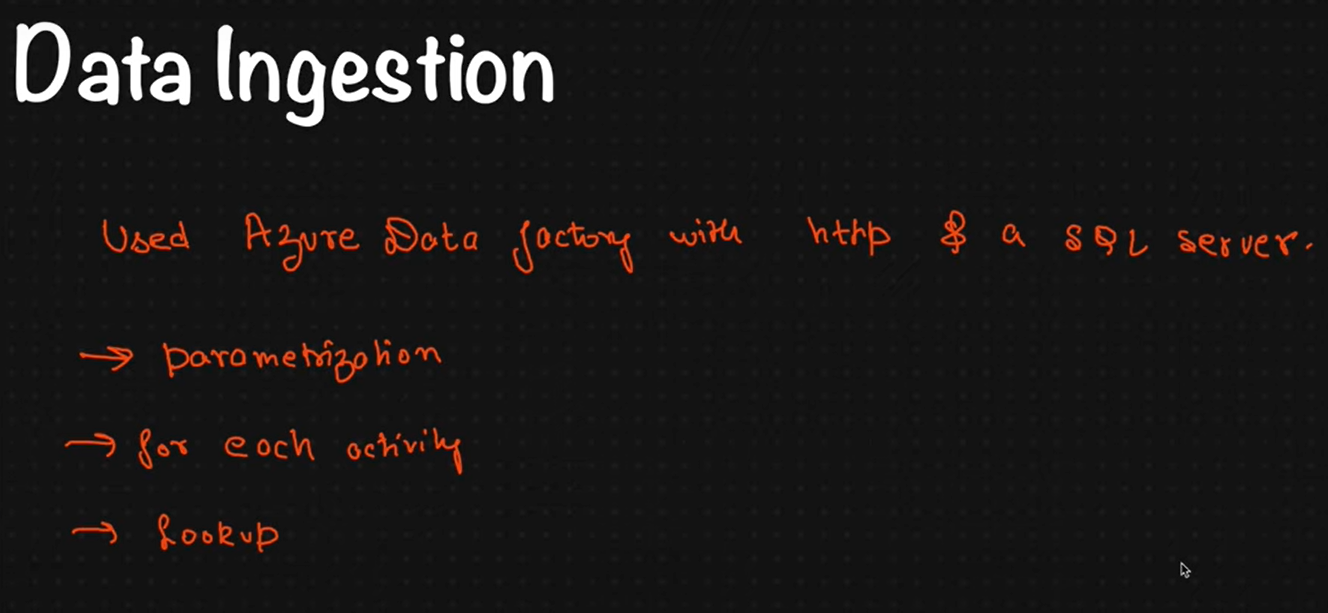 Data Ingestion
Used Azure Data factory with http & a SQL server.
→ parametrization
→ for each activity
→ Lookup